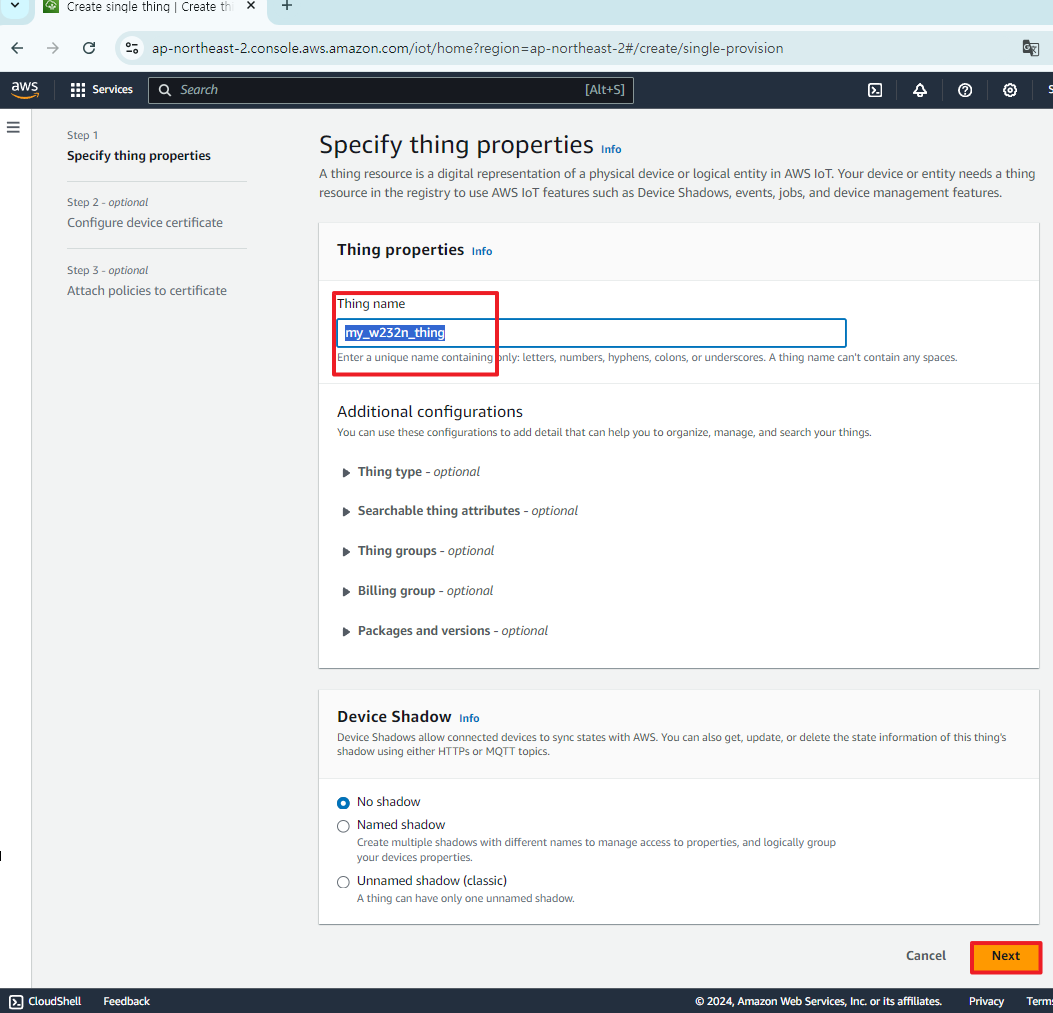 Create single thing | Create thi
ap-northeast-2.console.aws.amazon.com/iot/home?region=ap-northeast-2#/create/single-provision
aws
Services
Search
[Alt+S]
Step 1
Specify thing properties
Step 2 - optional
Configure device certificate
Step 3 - optional
Attach policies to certificate
Specify thing properties Info
A thing resource is a digital representation of a physical device or logical entity in AWS IoT. Your device or entity needs a thing
resource in the registry to use AWS IoT features such as Device Shadows, events, jobs, and device management features.
Thing properties Info
Thing name
my_w232n_thing
Enter a unique name containing only: letters, numbers, hyphens, colons, or underscores. A thing name can't contain any spaces.
Additional configurations
You can use these configurations to add detail that can help you to organize, manage, and search your things.
Thing type - optional
Searchable thing attributes - optional
Thing groups - optional
Billing group - optional
Packages and versions - optional
Device Shadow Info
Device Shadows allow connected devices to sync states with AWS. You can also get, update, or delete the state information of this thing's
shadow using either HTTPs or MQTT topics.
No shadow
Named shadow
Create multiple shadows with different names to manage access to properties, and logically group
your devices properties.
Unnamed shadow (classic)
A thing can have only one unnamed shadow.
Cancel
Next
CloudShell
Feedback
© 2024, Amazon Web Services, Inc. or its affiliates.
Privacy
Terms